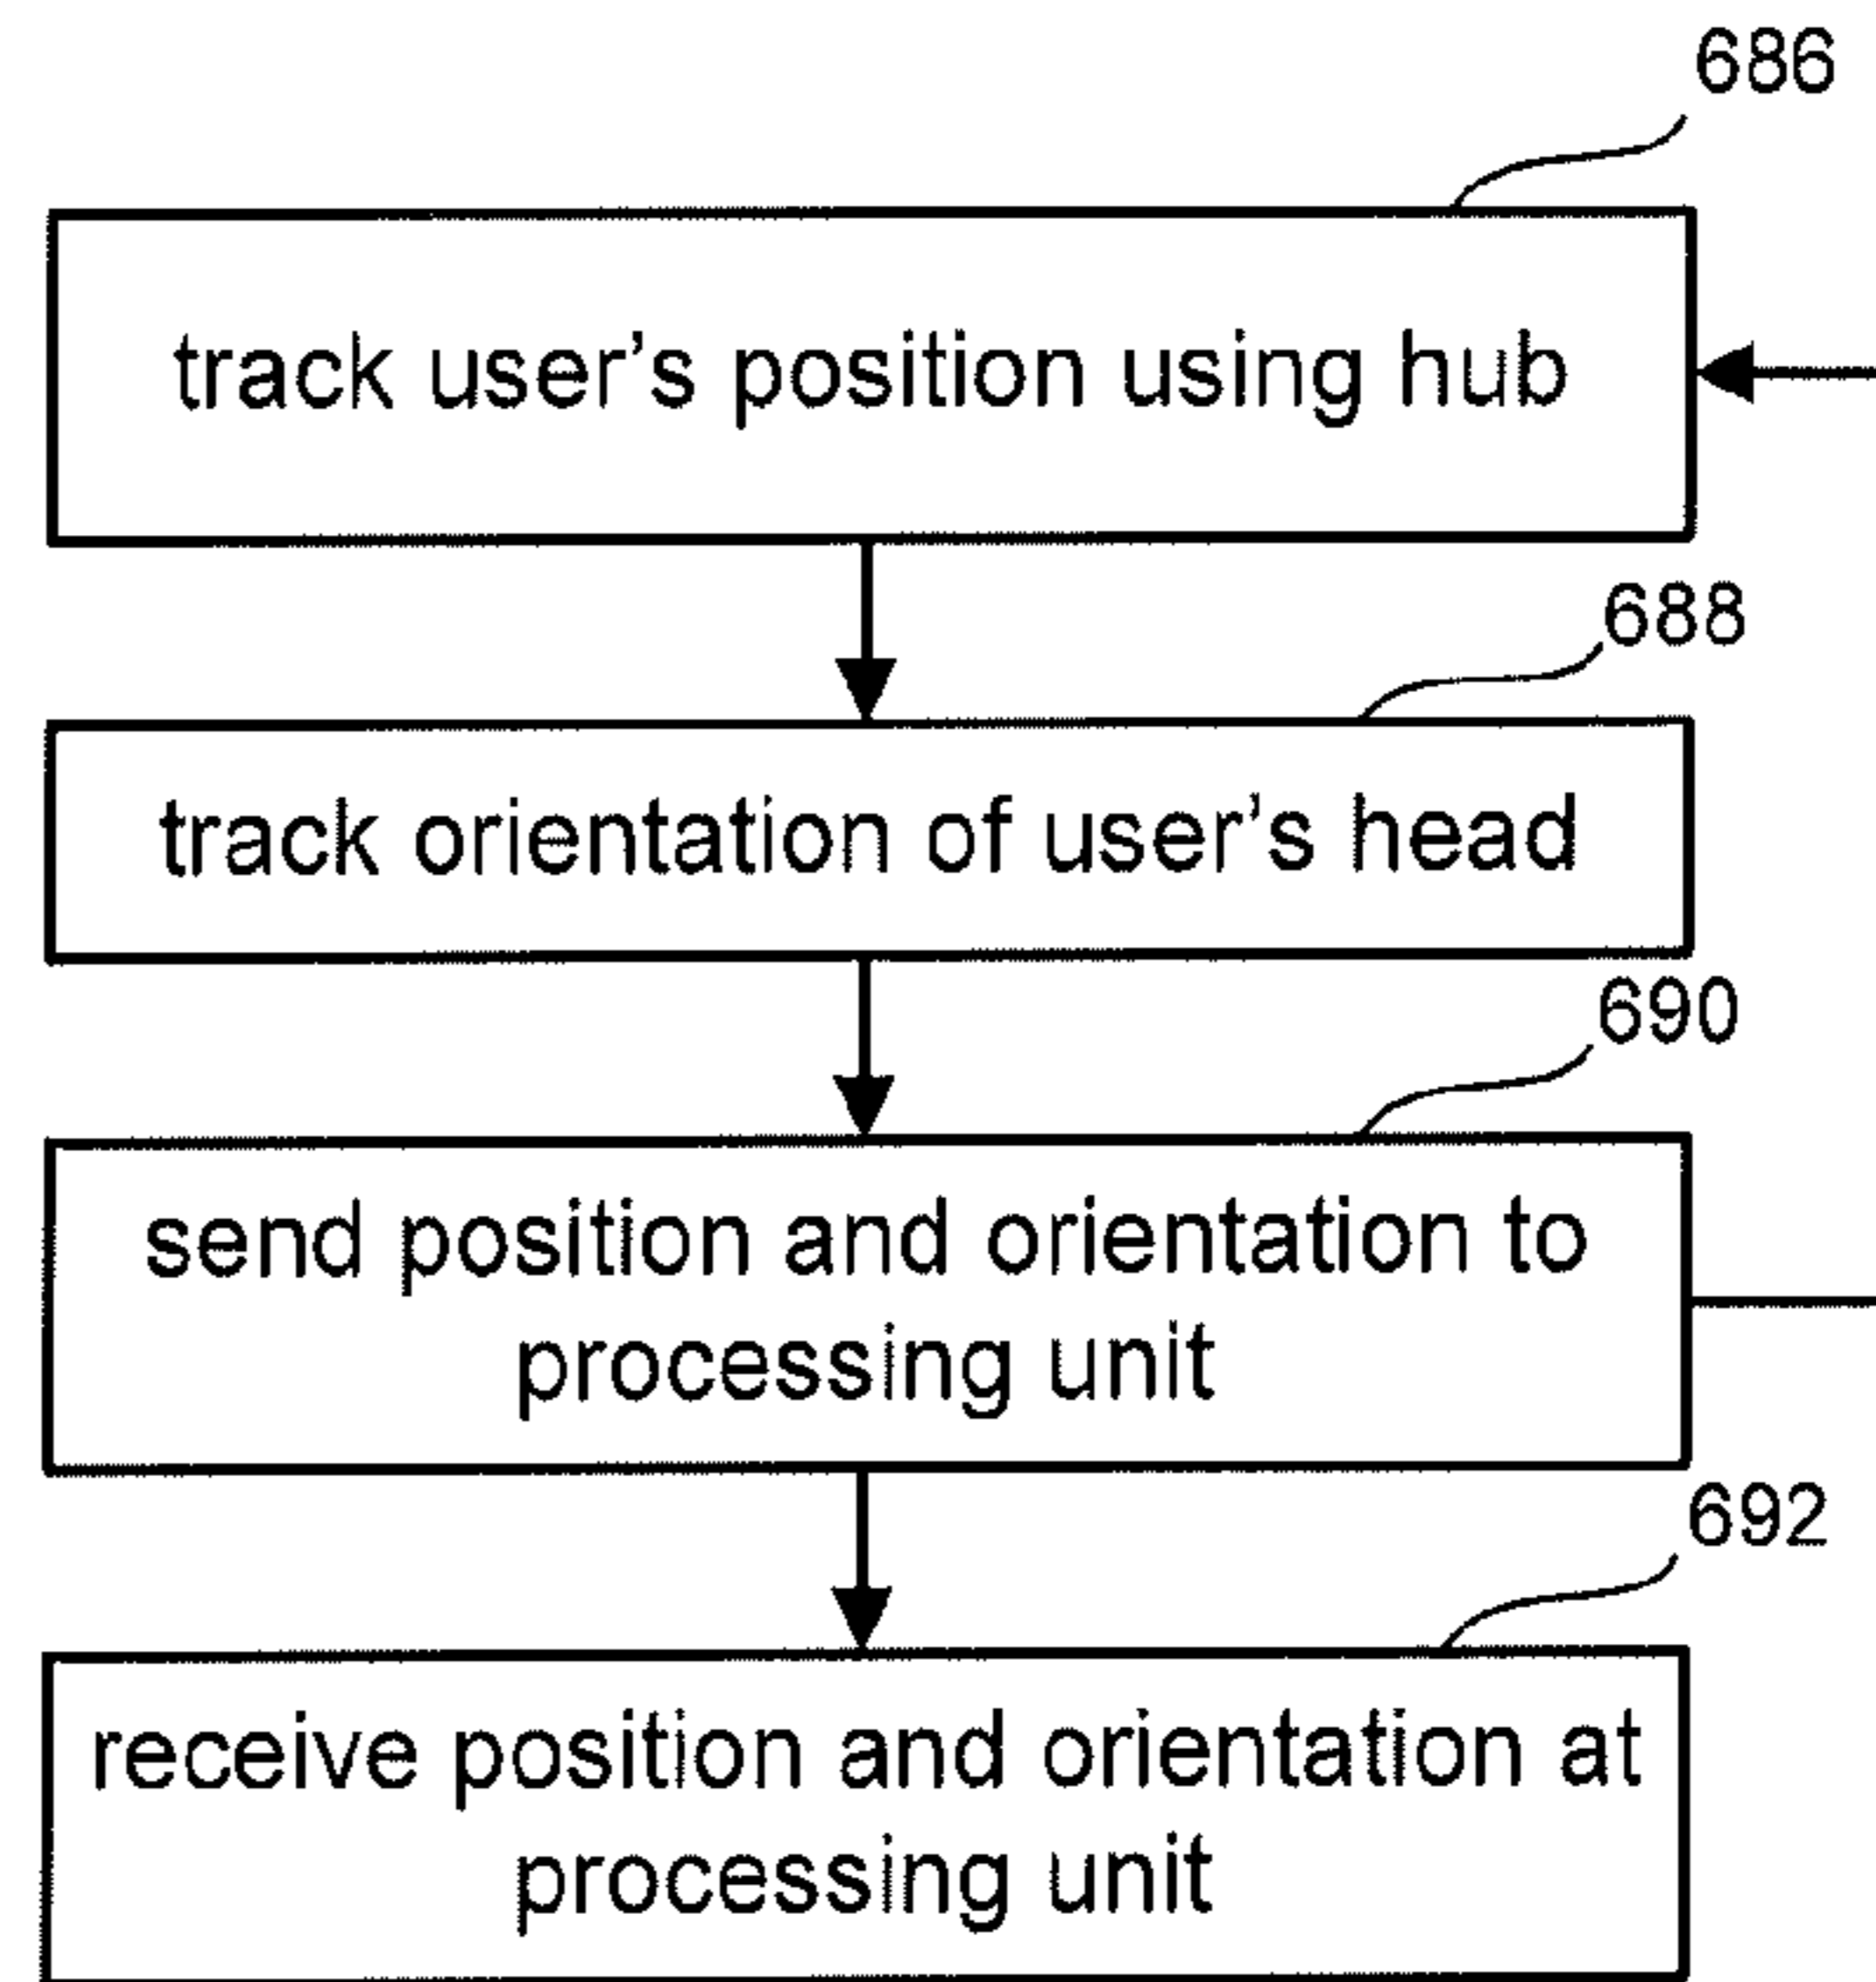 686
track user’s position using hub
688
track orientation of user’s head
690
send position and orientation to
processing unit
692
receive position and orientation at
processing unit